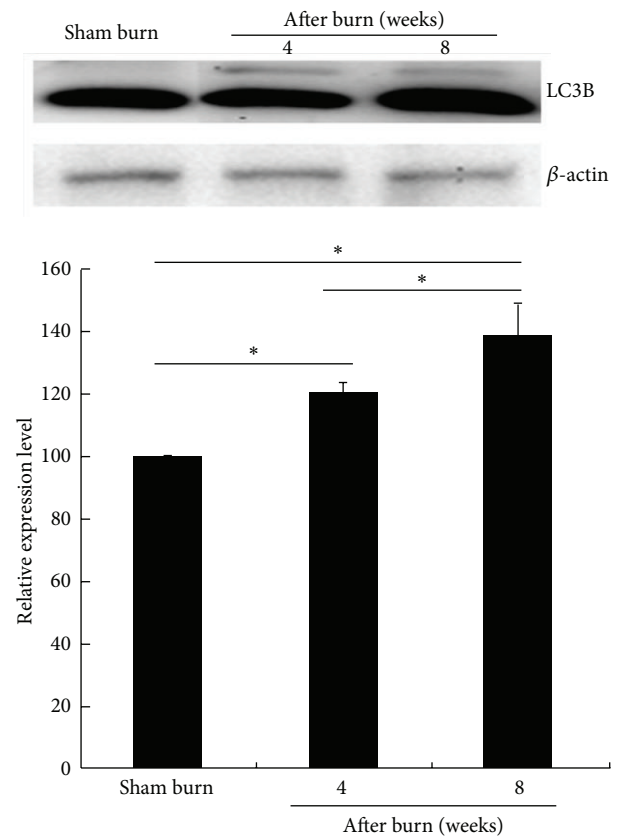 Sham burn
After burn (weeks)
4 8
LC3B
β-actin
*
*
*
160
140
120
100
80
60
40
20
0
Relative expression level
Sham burn 4 8
After burn (weeks)